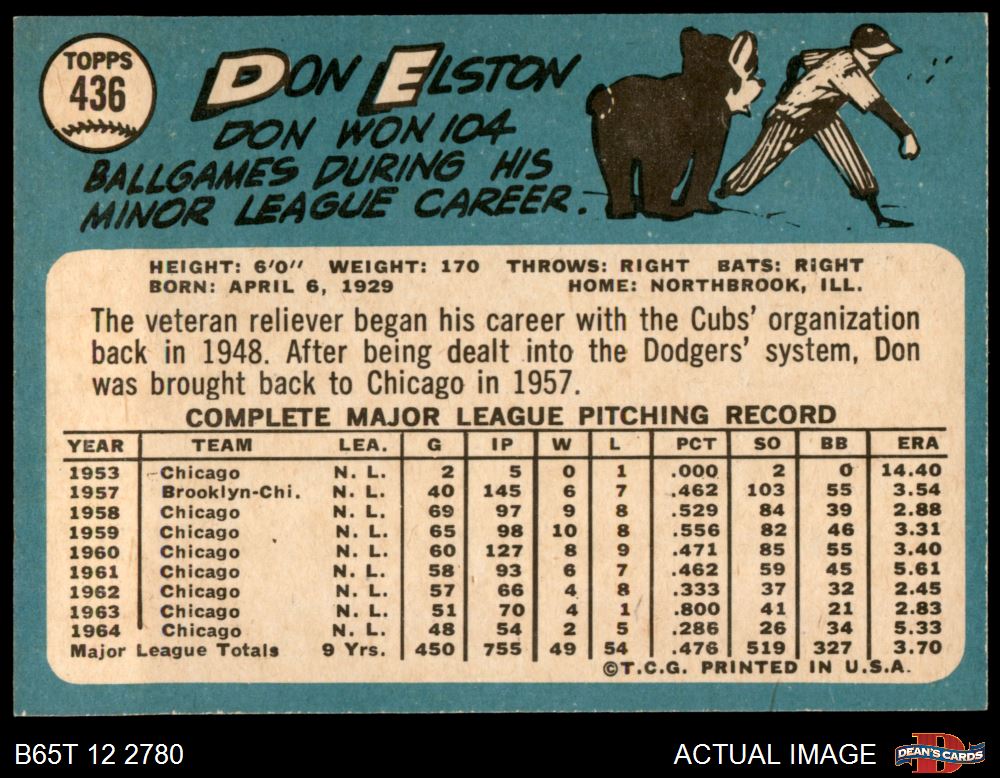 TOPPS
436
DON ELSTON
DON WON 104
BALLGAMES DURING HIS
MINOR LEAGUE CAREER.
HEIGHT: 6'0" WEIGHT: 170 THROWS: RIGHT BATS: RIGHT
BORN: APRIL 6, 1929 HOME: NORTHBROOK, ILL.
The veteran reliever began his career with the Cubs' organization
back in 1948. After being dealt into the Dodgers' system, Don
was brought back to Chicago in 1957.
COMPLETE MAJOR LEAGUE PITCHING RECORD
YEAR TEAM LEA. G IP W L PCT SO BB ERA
1953 Chicago N. L. 2 5 0 1 .000 2 0 14.40
1957 Brooklyn-Chi. N. L. 40 145 6 7 .462 103 55 3.54
1958 Chicago N. L. 69 97 9 8 .529 84 39 2.88
1959 Chicago N. L. 65 98 10 8 .556 82 46 3.31
1960 Chicago N. L. 60 127 8 9 .471 85 55 3.40
1961 Chicago N. L. 58 93 6 7 .462 59 45 5.61
1962 Chicago N. L. 57 66 4 8 .333 37 32 2.45
1963 Chicago N. L. 51 70 4 1 .800 41 21 2.83
1964 Chicago N. L. 48 54 2 5 .286 26 34 5.33
Major League Totals 9 Yrs. 450 755 49 54 .476 519 327 3.70
©T.C.G. PRINTED IN U.S.A.
B65T 12 2780 ACTUAL IMAGE DEAN'S CARDS